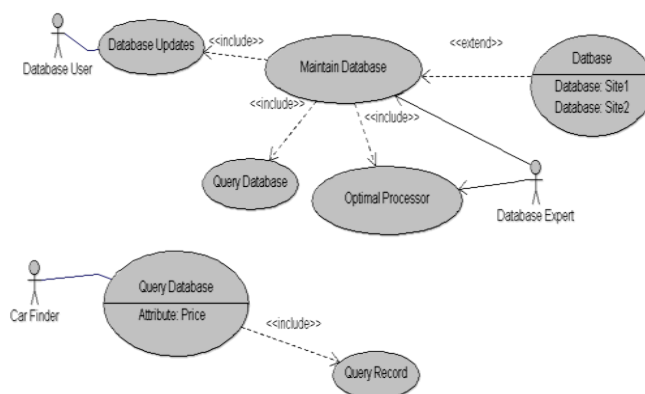 Database User
Database Updates
<<include>>
Maintain Database
<<extend>>
Datbase
Database: Site1
Database: Site2
<<include>>
<<include>>
Query Database
Optimal Processor
Database Expert
Car Finder
Query Database
Attribute: Price
<<include>>
Query Record